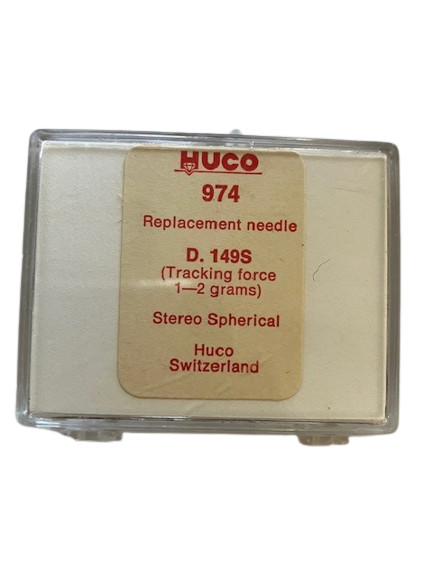 HUCO
974
Replacement needle
D. 149S
(Tracking force
1—2 grams)
Stereo Spherical
Huco
Switzerland